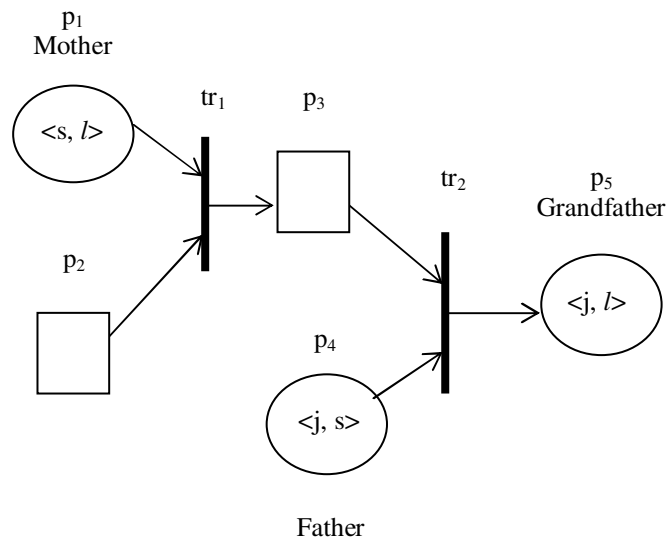 p₁
Mother
<s, l>
tr₁
p₃
tr₂
p₅
Grandfather
<j, l>
p₂
p₄
<j, s>
Father